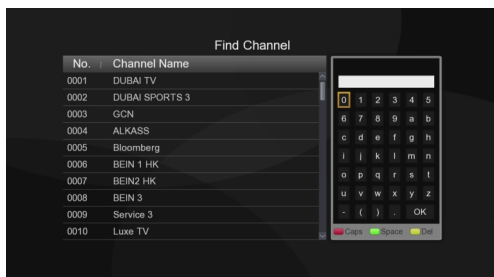 Find Channel
No. Channel Name
0001 DUBAI TV
0002 DUBAI SPORTS 3
0003 GCN
0004 ALKASS
0005 Bloomberg
0006 BEIN 1 HK
0007 BEIN2 HK
0008 BEIN 3
0009 Service 3
0010 Luxe TV
0 1 2 3 4 5
6 7 8 9 a b
c d e f g h
i j k l m n
o p q r s t
u v w x y z
- ( ) . OK
Caps Space Del